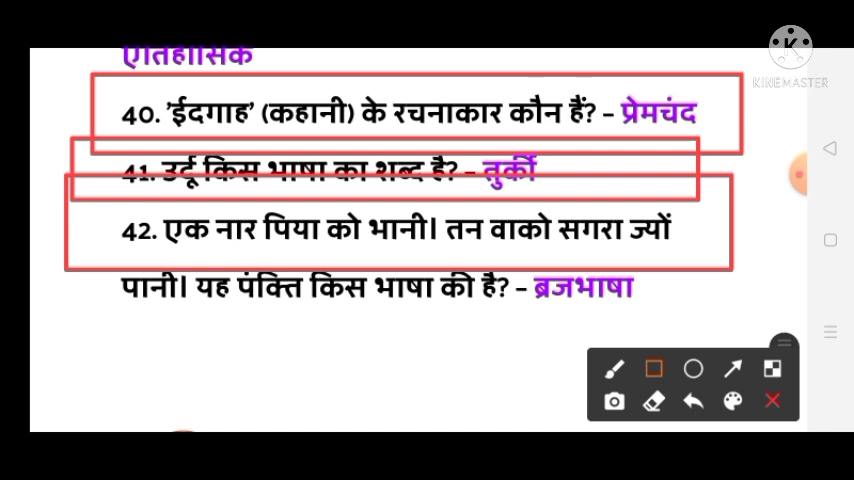 ऐतिहासिक
40. 'ईदगाह' (कहानी) के रचनाकार कौन हैं? – प्रेमचंद
41. उर्दू किस भाषा का शब्द है? – तुर्की
42. एक नार पिया को भानी। तन वाको सगरा ज्यों
पानी। यह पंक्ति किस भाषा की है? – ब्रजभाषा
KINEMASTER